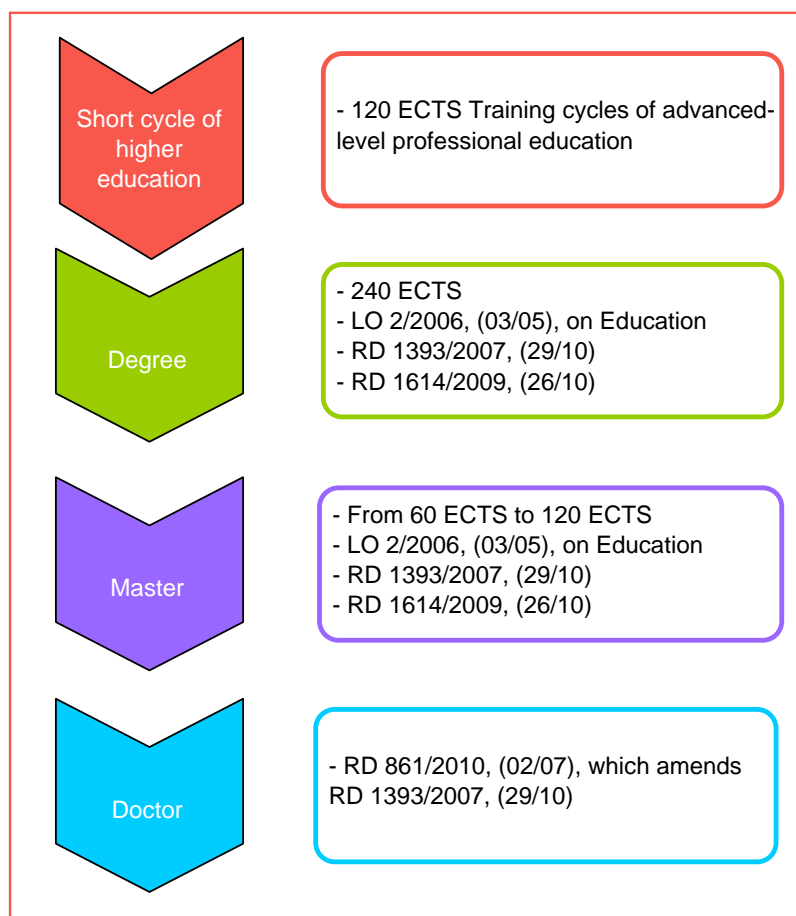 Short cycle of
higher
education
- 120 ECTS Training cycles of advanced-
level professional education
Degree
- 240 ECTS
- LO 2/2006, (03/05), on Education
- RD 1393/2007, (29/10)
- RD 1614/2009, (26/10)
Master
- From 60 ECTS to 120 ECTS
- LO 2/2006, (03/05), on Education
- RD 1393/2007, (29/10)
- RD 1614/2009, (26/10)
Doctor
- RD 861/2010, (02/07), which amends
RD 1393/2007, (29/10)